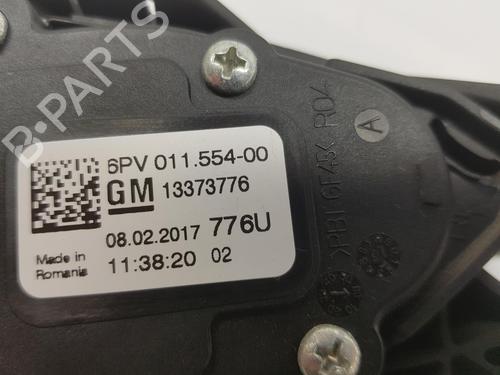 B-PARTS
6PV 011.554-00
GM 13373776
08.02.2017 776U
Made in
Romania
11:38:20 02
A